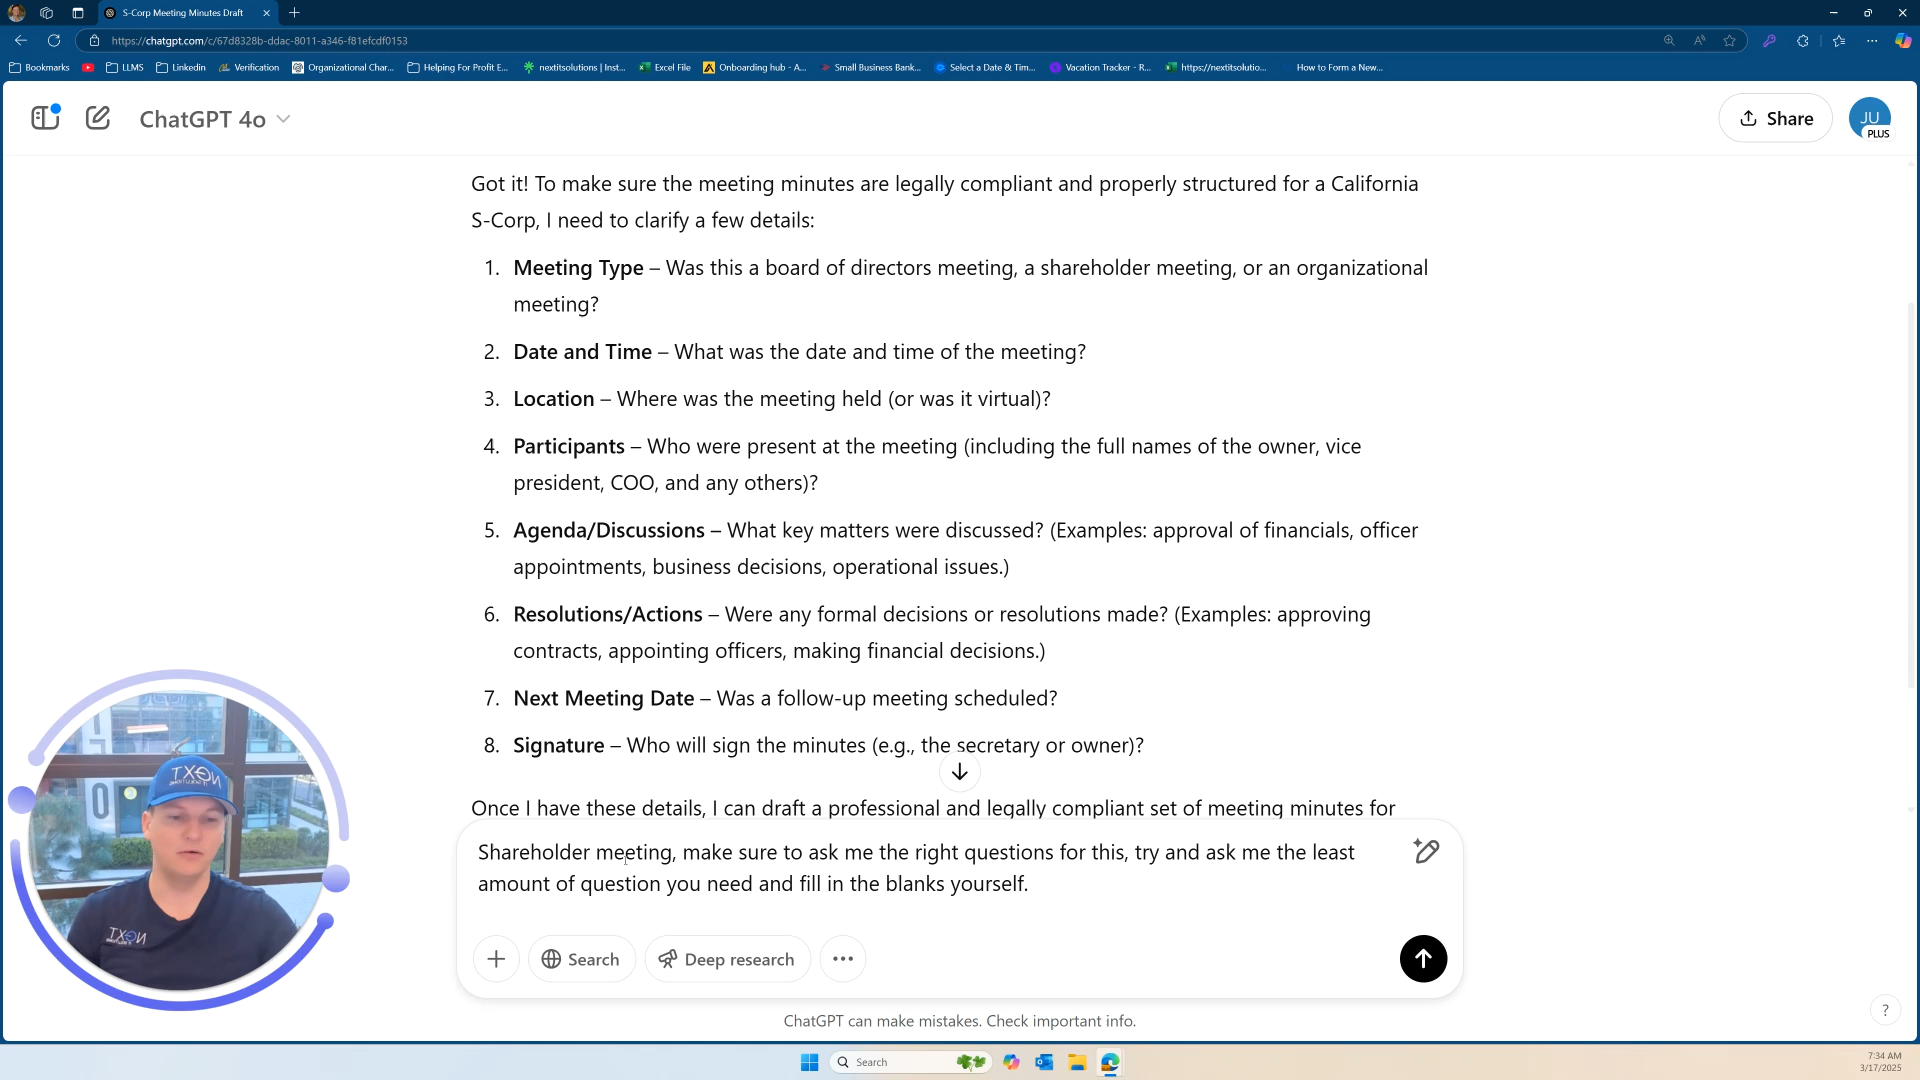 S-Corp Meeting Minutes Draft
https://chatgpt.com/c/67d8328b-ddac-8011-a346-f81efcdf0153
Bookmarks LLMS Linkedin Verification Organizational Char... Helping For Profit E... nextitsolutions | Inst... Excel File Onboarding hub - A... Small Business Bank... Select a Date & Tim... Vacation Tracker - R... https://nextitsolutio... How to Form a New...
ChatGPT 4o
Share
JU
PLUS
Got it! To make sure the meeting minutes are legally compliant and properly structured for a California
S-Corp, I need to clarify a few details:
1. Meeting Type – Was this a board of directors meeting, a shareholder meeting, or an organizational
meeting?
2. Date and Time – What was the date and time of the meeting?
3. Location – Where was the meeting held (or was it virtual)?
4. Participants – Who were present at the meeting (including the full names of the owner, vice
president, COO, and any others)?
5. Agenda/Discussions – What key matters were discussed? (Examples: approval of financials, officer
appointments, business decisions, operational issues.)
6. Resolutions/Actions – Were any formal decisions or resolutions made? (Examples: approving
contracts, appointing officers, making financial decisions.)
7. Next Meeting Date – Was a follow-up meeting scheduled?
8. Signature – Who will sign the minutes (e.g., the secretary or owner)?
Once I have these details, I can draft a professional and legally compliant set of meeting minutes for
Shareholder meeting, make sure to ask me the right questions for this, try and ask me the least
amount of question you need and fill in the blanks yourself.
Search
Deep research
ChatGPT can make mistakes. Check important info.
?
NEXT
NEXT
Search
7:34 AM
3/17/2025